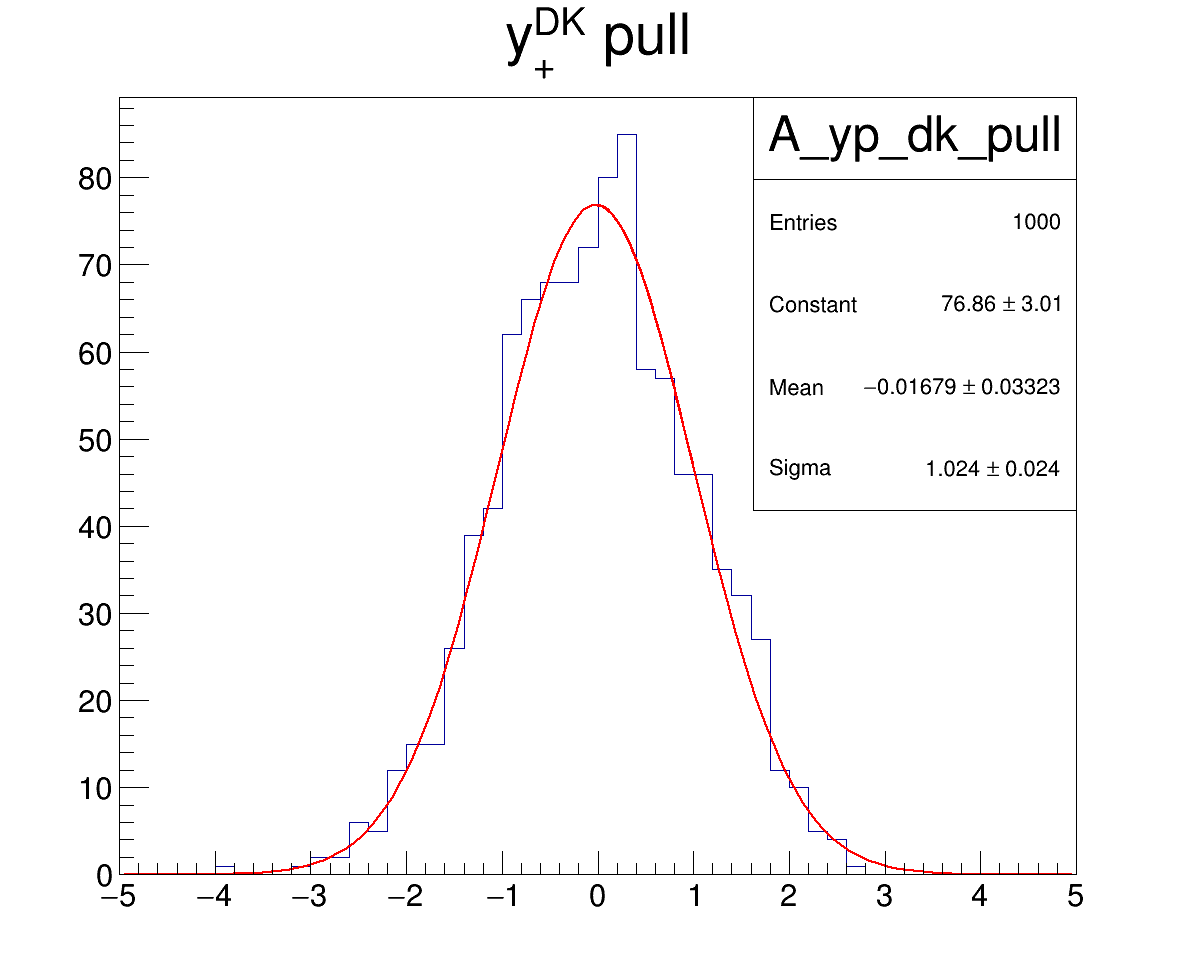 y+DK pull
A_yp_dk_pull
Entries 1000
Constant 76.86 ± 3.01
Mean −0.01679 ± 0.03323
Sigma 1.024 ± 0.024
80
70
60
50
40
30
20
10
0
−5 −4 −3 −2 −1 0 1 2 3 4 5